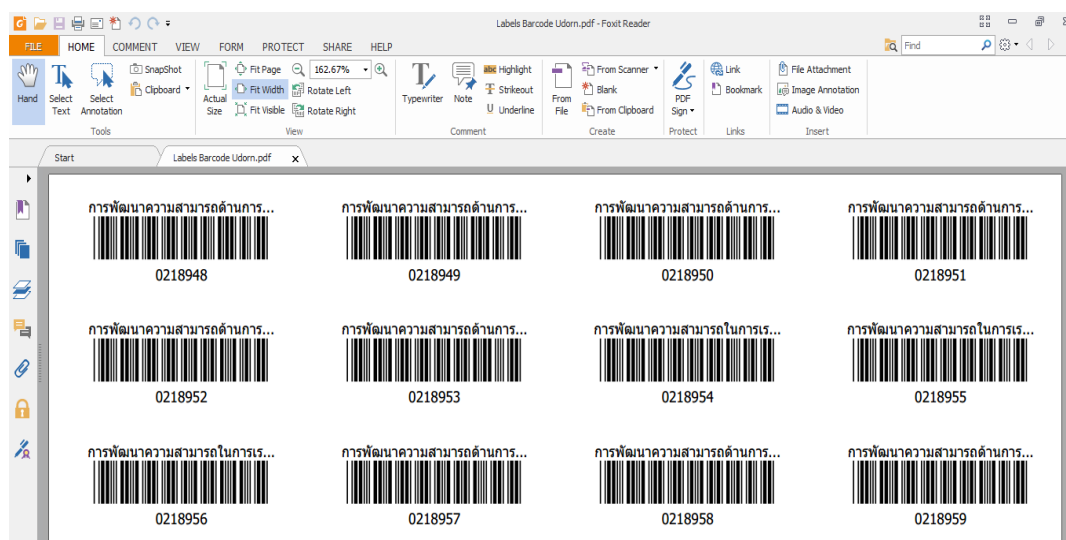 Labels Barcode Udorn.pdf - Foxit Reader
FILE HOME COMMENT VIEW FORM PROTECT SHARE HELP Find
Hand
Select Text
Select Annotation
SnapShot
Clipboard
Tools
Actual Size
Fit Page
Fit Width
Fit Visible
162.67%
Rotate Left
Rotate Right
View
Typewriter
Note
Highlight
Strikeout
Underline
Comment
From File
From Scanner
Blank
From Clipboard
Create
PDF Sign
Protect
Link
Bookmark
Links
File Attachment
Image Annotation
Audio & Video
Insert
Start Labels Barcode Udorn.pdf x
การพัฒนาความสามารถด้านการ... การพัฒนาความสามารถด้านการ... การพัฒนาความสามารถด้านการ... การพัฒนาความสามารถด้านการ...
0218948 0218949 0218950 0218951
การพัฒนาความสามารถด้านการ... การพัฒนาความสามารถด้านการ... การพัฒนาความสามารถในการเร... การพัฒนาความสามารถในการเร...
0218952 0218953 0218954 0218955
การพัฒนาความสามารถในการเร... การพัฒนาความสามารถด้านการ... การพัฒนาความสามารถด้านการ... การพัฒนาความสามารถด้านการ...
0218956 0218957 0218958 0218959